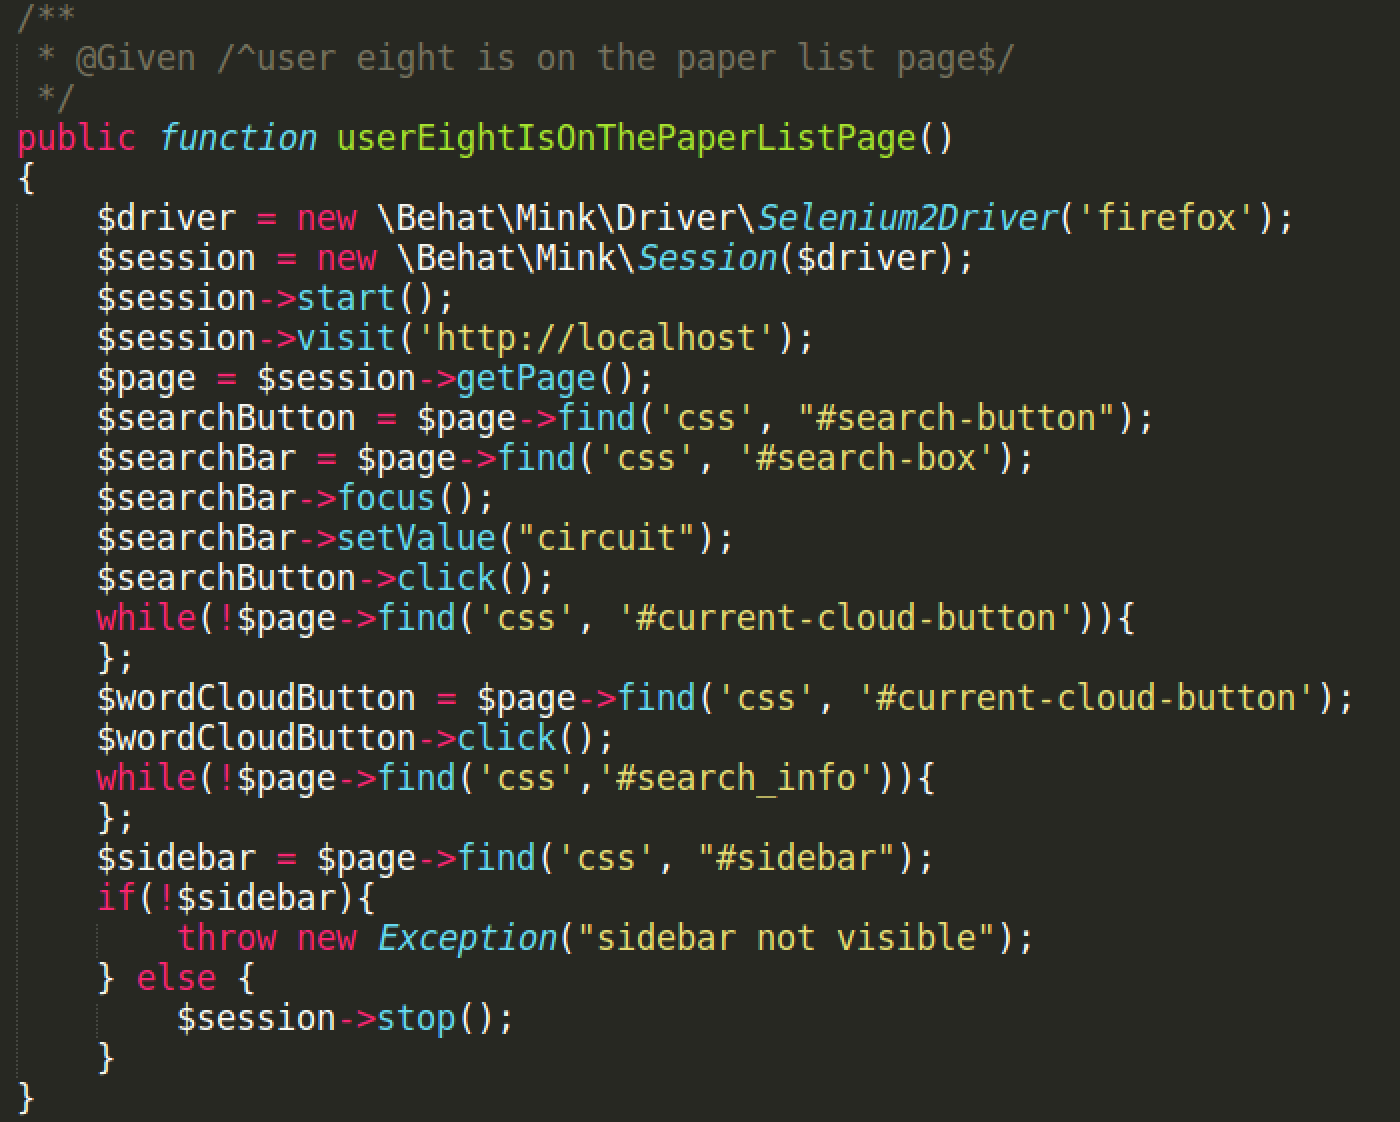 /**
 * @Given /^user eight is on the paper list page$/
 */
public function userEightIsOnThePaperListPage()
{
    $driver = new \Behat\Mink\Driver\Selenium2Driver('firefox');
    $session = new \Behat\Mink\Session($driver);
    $session->start();
    $session->visit('http://localhost');
    $page = $session->getPage();
    $searchButton = $page->find('css', "#search-button");
    $searchBar = $page->find('css', '#search-box');
    $searchBar->focus();
    $searchBar->setValue("circuit");
    $searchButton->click();
    while(!$page->find('css', '#current-cloud-button')){
    };
    $wordCloudButton = $page->find('css', '#current-cloud-button');
    $wordCloudButton->click();
    while(!$page->find('css','#search_info')){
    };
    $sidebar = $page->find('css', "#sidebar");
    if(!$sidebar){
        throw new Exception("sidebar not visible");
    } else {
        $session->stop();
    }
}